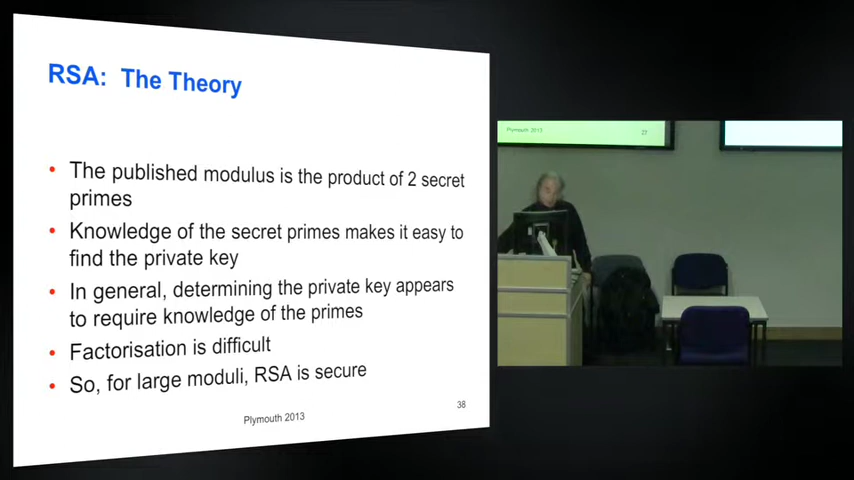 RSA: The Theory
• The published modulus is the product of 2 secret
primes
• Knowledge of the secret primes makes it easy to
find the private key
• In general, determining the private key appears
to require knowledge of the primes
• Factorisation is difficult
• So, for large moduli, RSA is secure
Plymouth 2013
38
Plymouth 2013
27